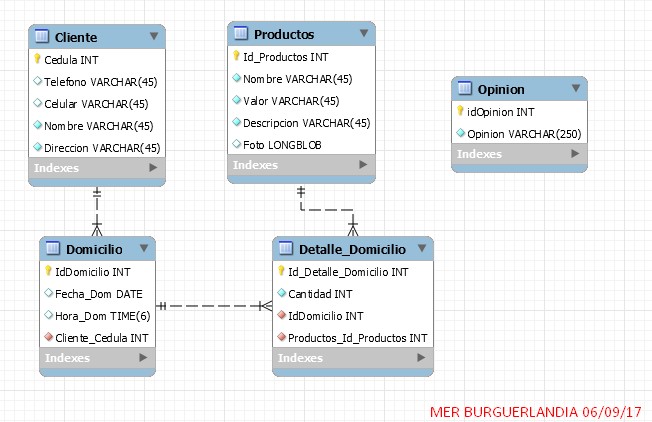 Cliente
Cedula INT
Telefono VARCHAR(45)
Celular VARCHAR(45)
Nombre VARCHAR(45)
Direccion VARCHAR(45)
Indexes
Productos
Id_Productos INT
Nombre VARCHAR(45)
Valor VARCHAR(45)
Descripcion VARCHAR(45)
Foto LONGBLOB
Indexes
Opinion
idOpinion INT
Opinion VARCHAR(250)
Indexes
Domicilio
IdDomicilio INT
Fecha_Dom DATE
Hora_Dom TIME(6)
Cliente_Cedula INT
Indexes
Detalle_Domicilio
Id_Detalle_Domicilio INT
Cantidad INT
IdDomicilio INT
Productos_Id_Productos INT
Indexes
MER BURGUERLANDIA 06/09/17